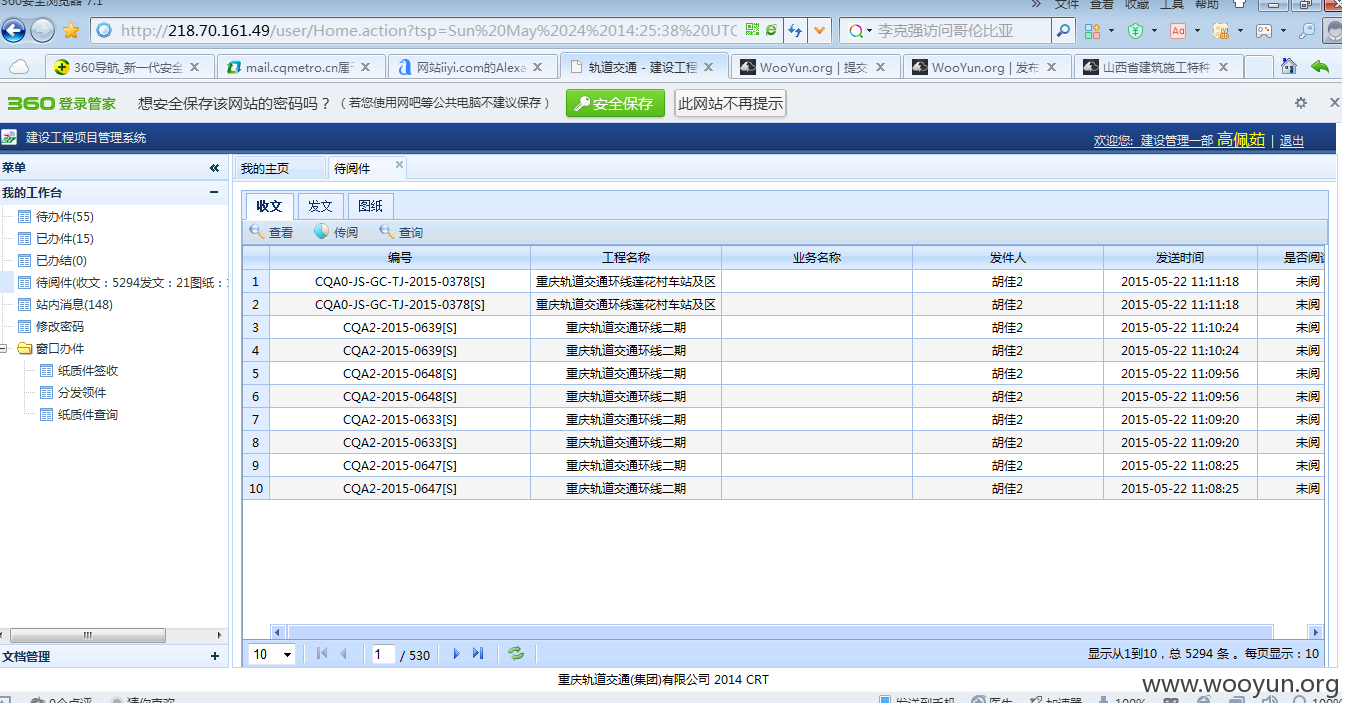 360安全浏览器 7.1
» 文件 查看 收藏 工具 帮助
http://218.70.161.49/user/Home.action?tsp=Sun%20May%2024%2014:25:38%20UTC
李克强访问哥伦比亚
360导航_新一代安全
mail.cqmetro.cn属于
网站iiyi.com的Alexa
轨道交通 - 建设工程
WooYun.org | 提交
WooYun.org | 发布
山西省建筑施工特种
360登录管家 想安全保存该网站的密码吗？（若您使用网吧等公共电脑不建议保存） 安全保存 此网站不再提示
建设工程项目管理系统
欢迎您: 建设管理一部 高佩茹 | 退出
菜单 «
我的工作台
待办件(55)
已办件(15)
已办结(0)
待阅件(收文：5294发文：21图纸：
站内消息(148)
修改密码
窗口办件
纸质件签收
分发领件
纸质件查询
文档管理
我的主页 待阅件
收文 发文 图纸
查看 传阅 查询
编号 工程名称 业务名称 发件人 发送时间 是否阅
1 CQA0-JS-GC-TJ-2015-0378[S] 重庆轨道交通环线莲花村车站及区 胡佳2 2015-05-22 11:11:18 未阅
2 CQA0-JS-GC-TJ-2015-0378[S] 重庆轨道交通环线莲花村车站及区 胡佳2 2015-05-22 11:11:18 未阅
3 CQA2-2015-0639[S] 重庆轨道交通环线二期 胡佳2 2015-05-22 11:10:24 未阅
4 CQA2-2015-0639[S] 重庆轨道交通环线二期 胡佳2 2015-05-22 11:10:24 未阅
5 CQA2-2015-0648[S] 重庆轨道交通环线二期 胡佳2 2015-05-22 11:09:56 未阅
6 CQA2-2015-0648[S] 重庆轨道交通环线二期 胡佳2 2015-05-22 11:09:56 未阅
7 CQA2-2015-0633[S] 重庆轨道交通环线二期 胡佳2 2015-05-22 11:09:20 未阅
8 CQA2-2015-0633[S] 重庆轨道交通环线二期 胡佳2 2015-05-22 11:09:20 未阅
9 CQA2-2015-0647[S] 重庆轨道交通环线二期 胡佳2 2015-05-22 11:08:25 未阅
10 CQA2-2015-0647[S] 重庆轨道交通环线二期 胡佳2 2015-05-22 11:08:25 未阅
10 1 / 530 显示从1到10，总 5294 条 。每页显示：10
重庆轨道交通(集团)有限公司 2014 CRT
www.wooyun.org
0个点评 猜你喜欢 发送到手机 医生 加速器 100% 100%